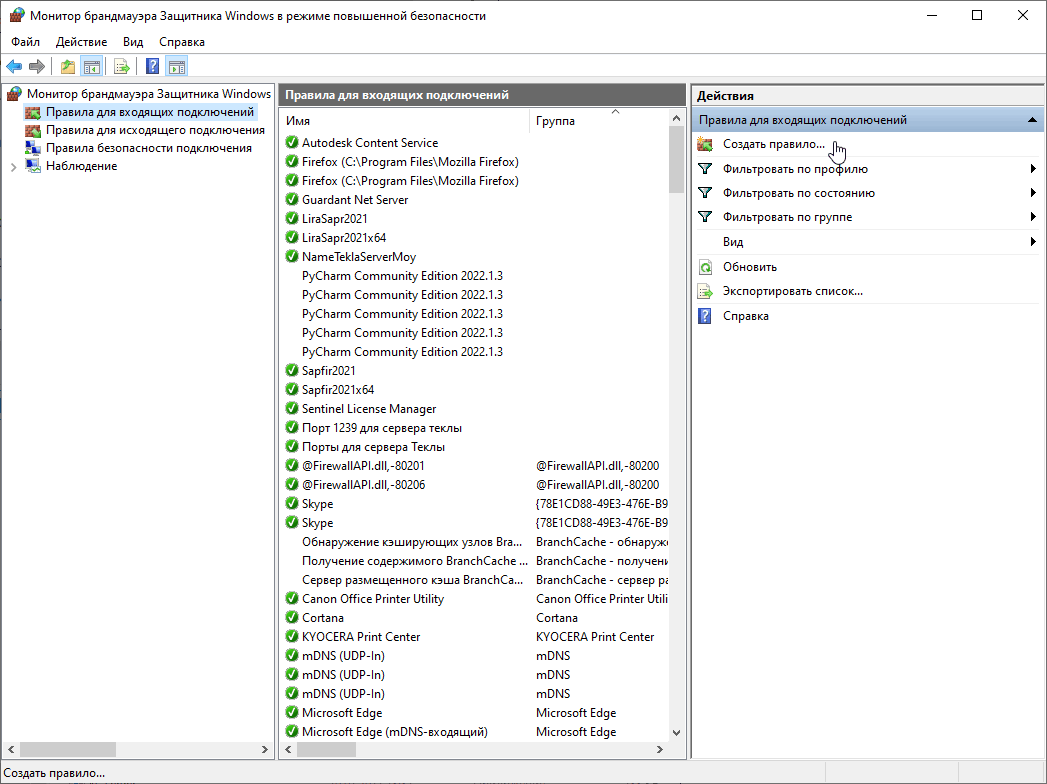 Монитор брандмауэра Защитника Windows в режиме повышенной безопасности
Файл Действие Вид Справка
Монитор брандмауэра Защитника Windows
Правила для входящих подключений
Правила для исходящего подключения
Правила безопасности подключения
Наблюдение
Правила для входящих подключений
Имя Группа
Autodesk Content Service
Firefox (C:\Program Files\Mozilla Firefox)
Firefox (C:\Program Files\Mozilla Firefox)
Guardant Net Server
LiraSapr2021
LiraSapr2021x64
NameTeklaServerMoy
PyCharm Community Edition 2022.1.3
PyCharm Community Edition 2022.1.3
PyCharm Community Edition 2022.1.3
PyCharm Community Edition 2022.1.3
PyCharm Community Edition 2022.1.3
Sapfir2021
Sapfir2021x64
Sentinel License Manager
Порт 1239 для сервера теклы
Порты для сервера Теклы
@FirewallAPI.dll,-80201 @FirewallAPI.dll,-80200
@FirewallAPI.dll,-80206 @FirewallAPI.dll,-80200
Skype {78E1CD88-49E3-476E-B9
Skype {78E1CD88-49E3-476E-B9
Обнаружение кэширующих узлов Bra... BranchCache - обнаруж
Получение содержимого BranchCache ... BranchCache - получен
Сервер размещенного кэша BranchCa... BranchCache - сервер ра
Canon Office Printer Utility Canon Office Printer Utili
Cortana Cortana
KYOCERA Print Center KYOCERA Print Center
mDNS (UDP-In) mDNS
mDNS (UDP-In) mDNS
mDNS (UDP-In) mDNS
Microsoft Edge Microsoft Edge
Microsoft Edge (mDNS-входящий) Microsoft Edge
Действия
Правила для входящих подключений
Создать правило...
Фильтровать по профилю
Фильтровать по состоянию
Фильтровать по группе
Вид
Обновить
Экспортировать список...
Справка
Создать правило...